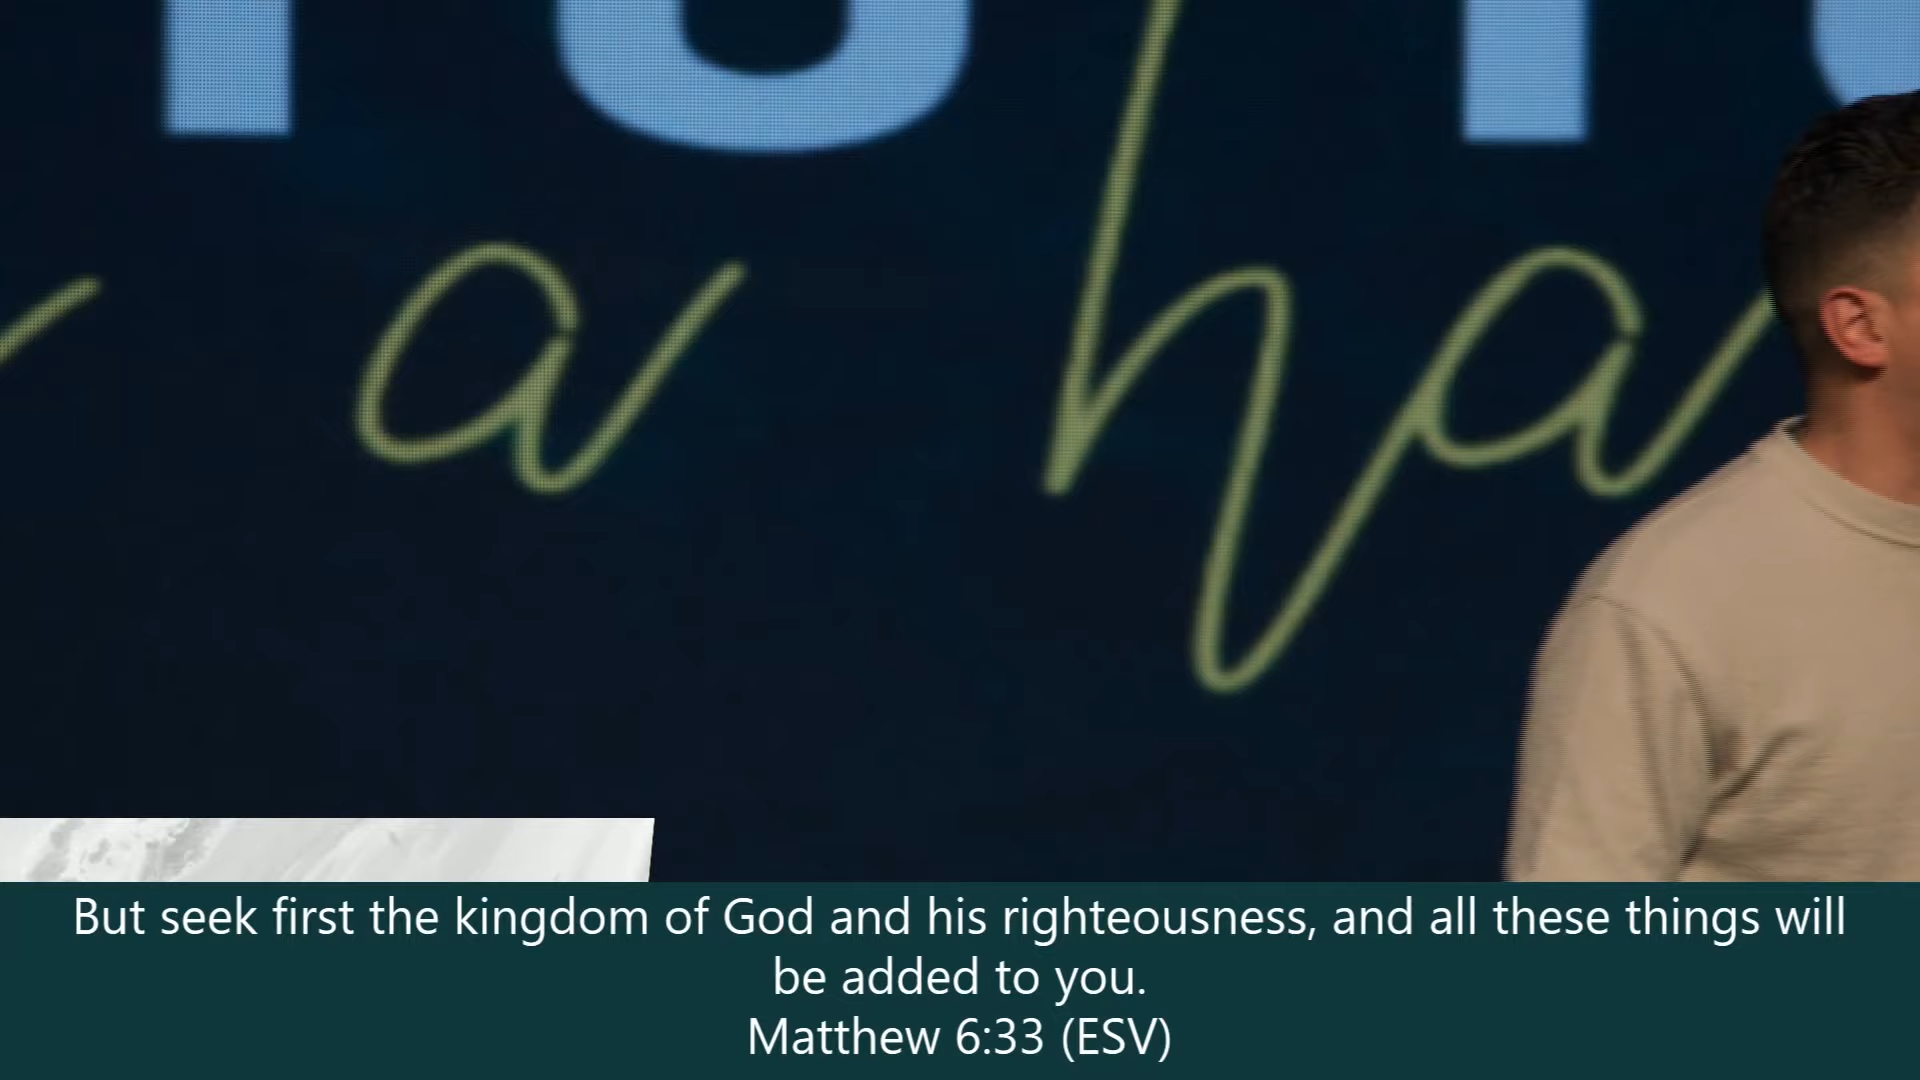 a ha
But seek first the kingdom of God and his righteousness, and all these things will
be added to you.
Matthew 6:33 (ESV)